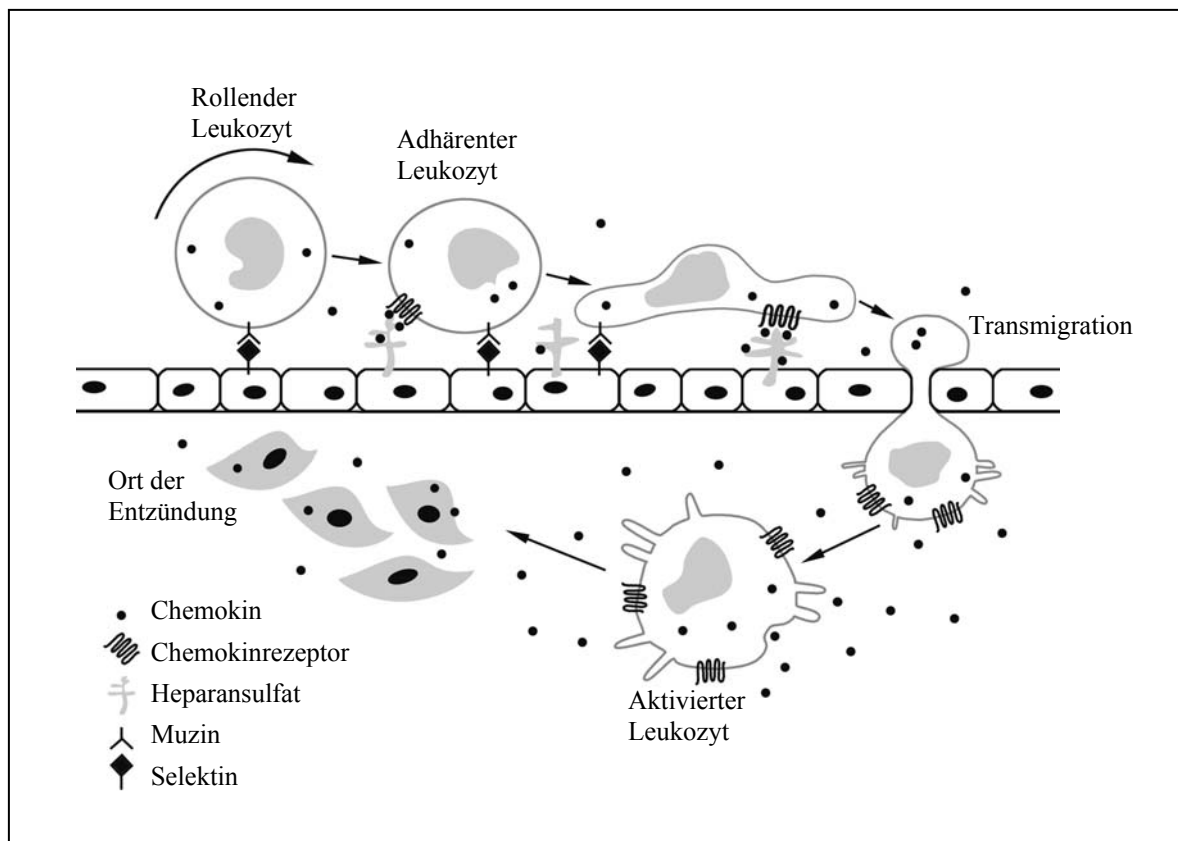 Rollender
Leukozyt
Adhärenter
Leukozyt
Transmigration
Ort der
Entzündung
Chemokin
Chemokinrezeptor
Heparansulfat
Muzin
Selektin
Aktivierter
Leukozyt